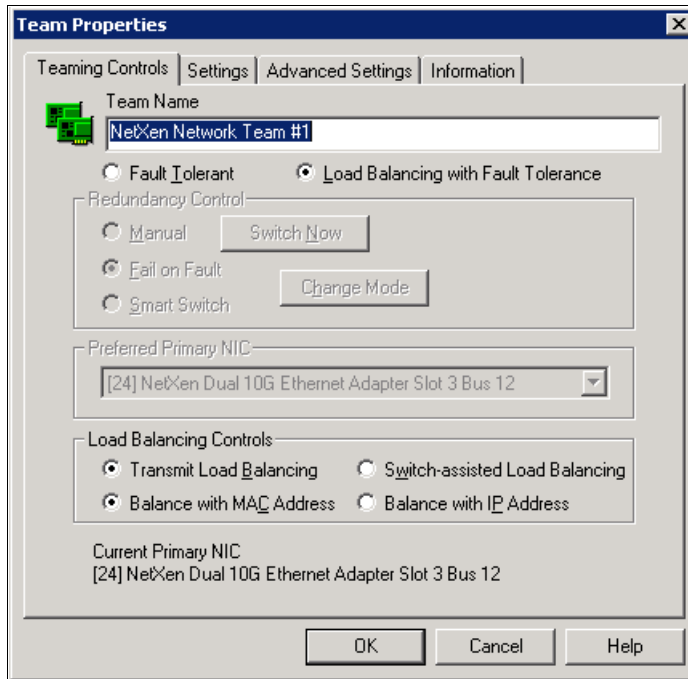 Team Properties
Teaming Controls Settings Advanced Settings Information
Team Name
NetXen Network Team #1
Fault Tolerant Load Balancing with Fault Tolerance
Redundancy Control
Manual Switch Now
Fail on Fault
Change Mode
Smart Switch
Preferred Primary NIC
[24] NetXen Dual 10G Ethernet Adapter Slot 3 Bus 12
Load Balancing Controls
Transmit Load Balancing Switch-assisted Load Balancing
Balance with MAC Address Balance with IP Address
Current Primary NIC
[24] NetXen Dual 10G Ethernet Adapter Slot 3 Bus 12
OK Cancel Help